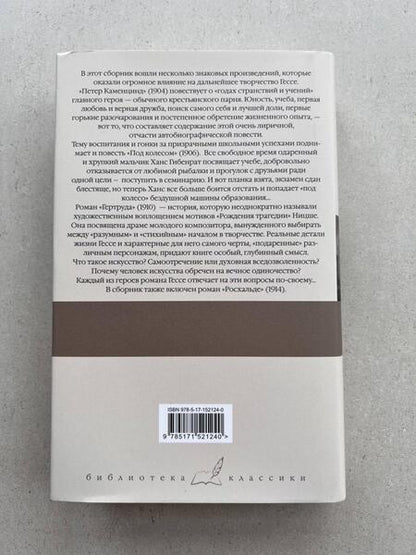 В этот сборник вошли несколько знаковых произведений, которые
оказали огромное влияние на дальнейшее творчество Гессе.
«Петер Каменцинд» (1904) повествует о «годах странствий и учений»
главного героя — обычного крестьянского парня. Юность, учеба, первая
любовь и верная дружба, поиск самого себя и лучшей доли, первые
горькие разочарования и постепенное обретение жизненного опыта, —
вот то, что составляет содержание этой очень лиричной,
отчасти автобиографической повести.
Тему воспитания и гонки за призрачными школьными успехами подни-
мает и повесть «Под колесом» (1906). Все свободное время одаренный
и хрупкий мальчик Ханс Гибенрат посвящает учебе, добровольно
отказывается от любимой рыбалки и прогулок с друзьями ради
одной цели — поступить в семинарию. И вот планка взята, экзамен сдан
блестяще, но теперь Ханс все больше боится отстать и попадает «под
колесо» бездушной машины образования...
Роман «Гертруда» (1910) — история, которую неоднократно называли
художественным воплощением мотивов «Рождения трагедии» Ницше.
Она посвящена драме молодого композитора, вынужденного выбирать
между «разумным» и «стихийным» началом в творчестве. Реальные детали
жизни Гессе и характерные для него самого черты, «подаренные» раз-
личным персонажам, придают книге особый, глубинный смысл.
Что такое искусство? Самоотречение или духовная вседозволенность?
Почему человек искусства обречен на вечное одиночество?
Каждый из героев романа Гессе отвечает на эти вопросы по-своему...
В сборник также включен роман «Росхальде» (1914).
ISBN 978-5-17-152124-0
9 785171 521240 >
библиотека классики